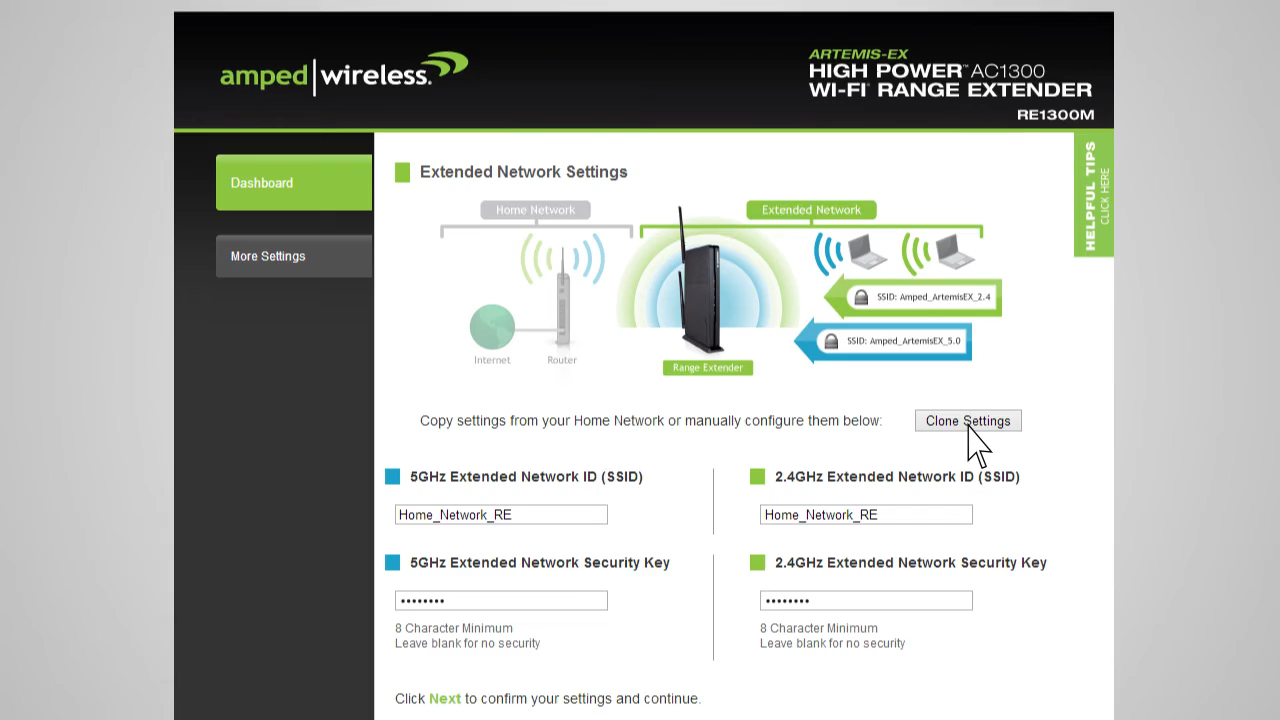 amped|wireless.
ARTEMIS-EX
HIGH POWER™ AC1300
WI-FI® RANGE EXTENDER
RE1300M
HELPFUL TIPS
CLICK HERE
Dashboard
More Settings
Extended Network Settings
Home Network
Extended Network
SSID: Amped_ArtemisEX_2.4
SSID: Amped_ArtemisEX_5.0
Internet
Router
Range Extender
Copy settings from your Home Network or manually configure them below:
Clone Settings
5GHz Extended Network ID (SSID)
2.4GHz Extended Network ID (SSID)
Home_Network_RE
Home_Network_RE
5GHz Extended Network Security Key
2.4GHz Extended Network Security Key
••••••••
••••••••
8 Character Minimum
Leave blank for no security
8 Character Minimum
Leave blank for no security
Click Next to confirm your settings and continue.